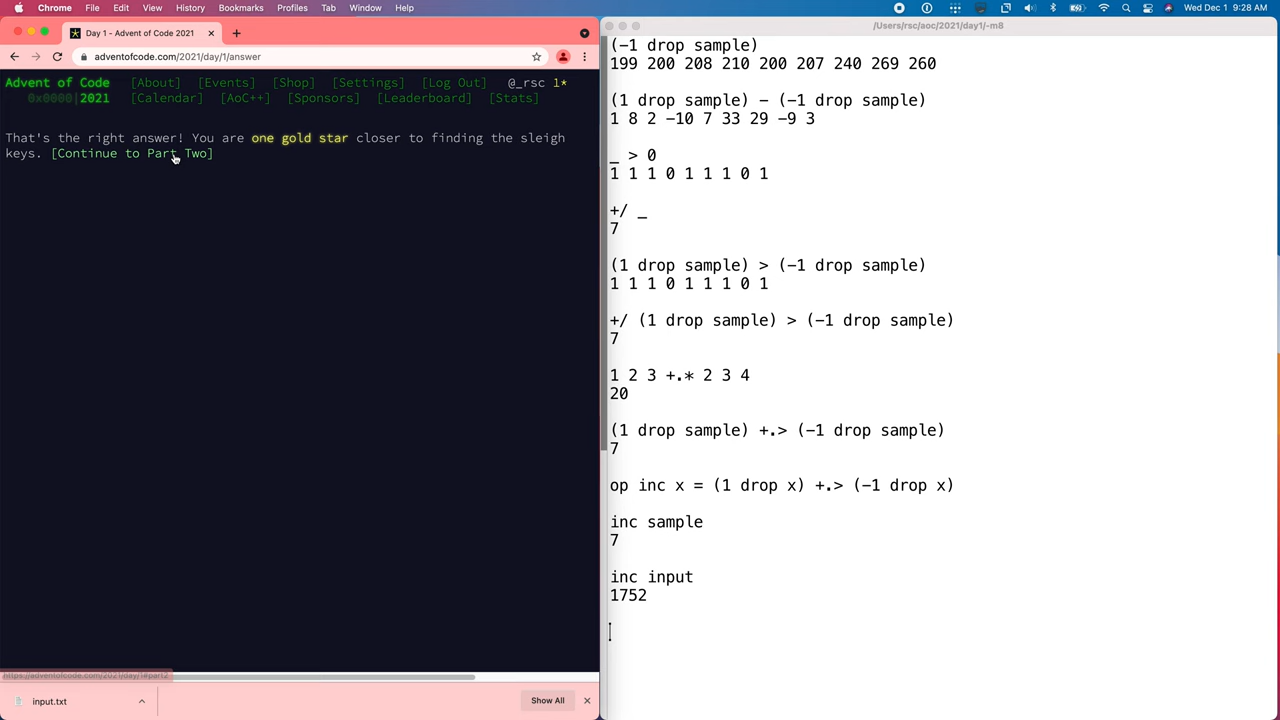 Chrome File Edit View History Bookmarks Profiles Tab Window Help Wed Dec 1 9:28 AM
Day 1 - Advent of Code 2021
adventofcode.com/2021/day/1/answer
Advent of Code [About] [Events] [Shop] [Settings] [Log Out] @_rsc 1*
0x0000|2021 [Calendar] [AoC++] [Sponsors] [Leaderboard] [Stats]
That's the right answer! You are one gold star closer to finding the sleigh
keys. [Continue to Part Two]
https://adventofcode.com/2021/day/1#part2
input.txt
Show All
/Users/rsc/aoc/2021/day1/-m8
(-1 drop sample)
199 200 208 210 200 207 240 269 260
(1 drop sample) - (-1 drop sample)
1 8 2 -10 7 33 29 -9 3
_ > 0
1 1 1 0 1 1 1 0 1
+/ _
7
(1 drop sample) > (-1 drop sample)
1 1 1 0 1 1 1 0 1
+/ (1 drop sample) > (-1 drop sample)
7
1 2 3 +.* 2 3 4
20
(1 drop sample) +.> (-1 drop sample)
7
op inc x = (1 drop x) +.> (-1 drop x)
inc sample
7
inc input
1752